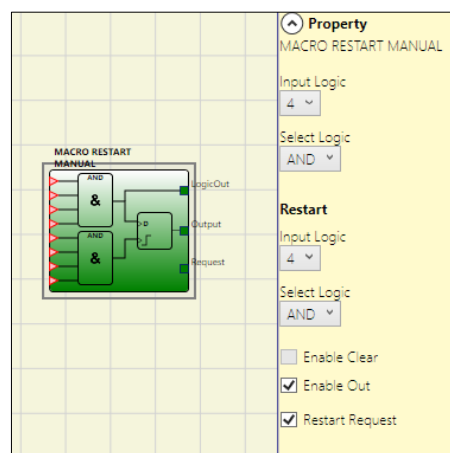 MACRO RESTART
MANUAL
AND
&
LogicOut
D
Output
AND
&
Request
Property
MACRO RESTART MANUAL
Input Logic
4
Select Logic
AND
Restart
Input Logic
4
Select Logic
AND
Enable Clear
Enable Out
Restart Request